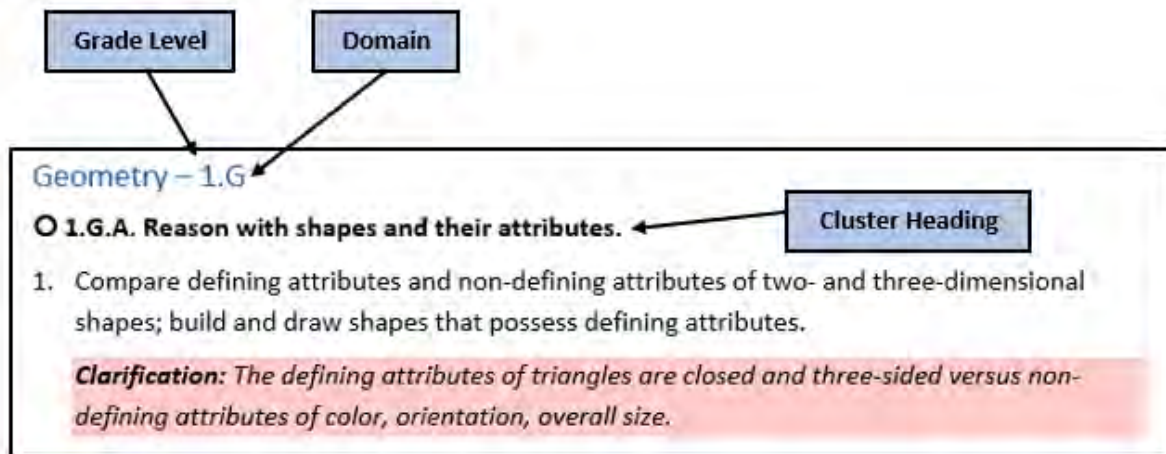 Grade Level
Domain
Geometry – 1.G
O 1.G.A. Reason with shapes and their attributes.
Cluster Heading
1. Compare defining attributes and non-defining attributes of two- and three-dimensional
shapes; build and draw shapes that possess defining attributes.
Clarification: The defining attributes of triangles are closed and three-sided versus non-
defining attributes of color, orientation, overall size.